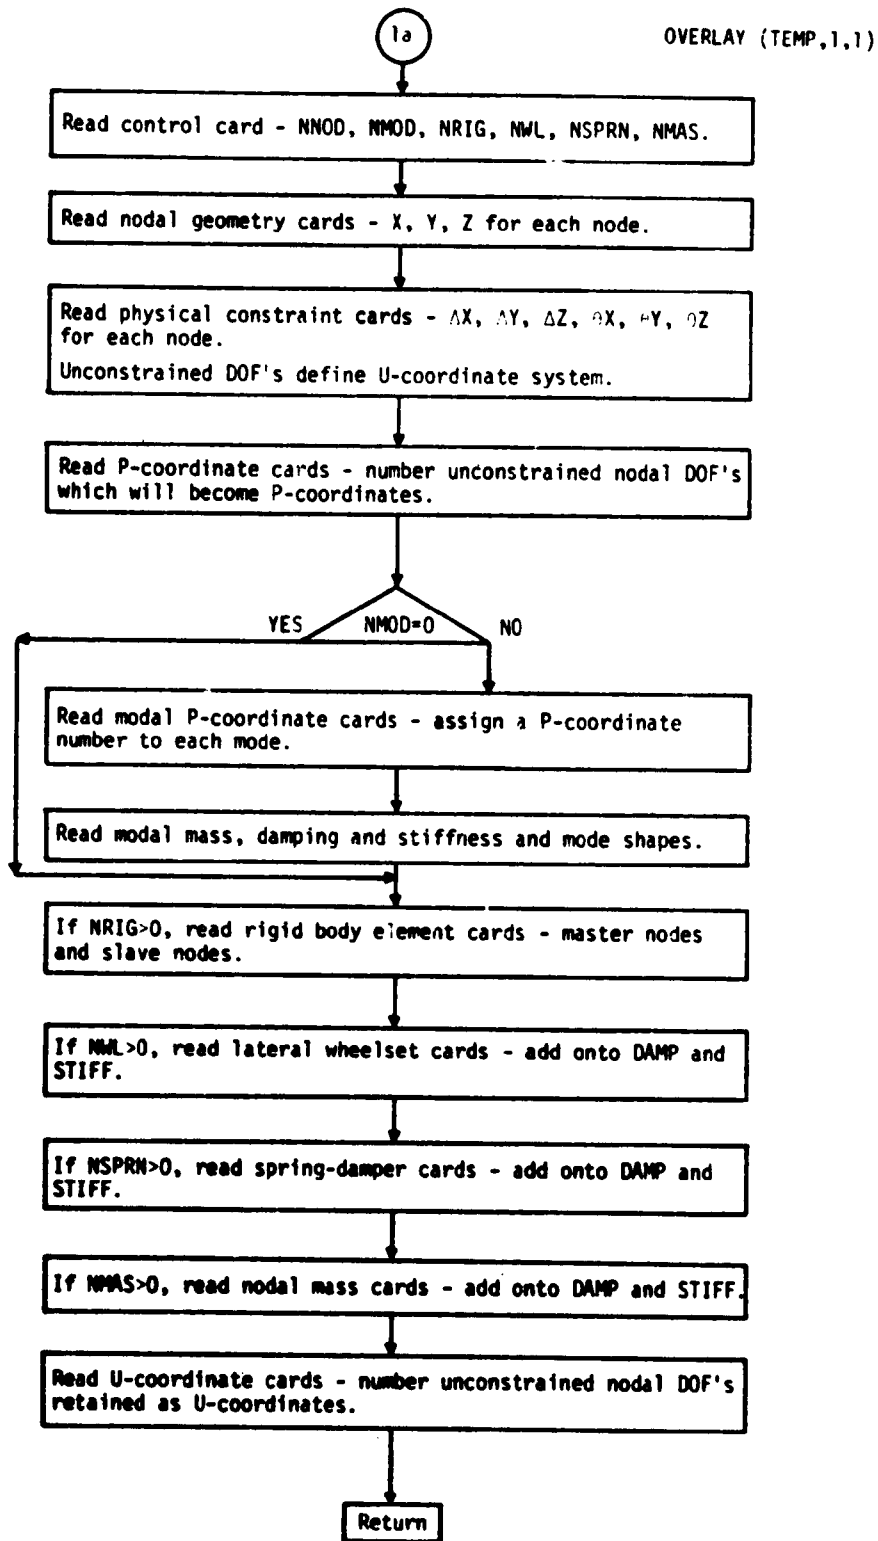 1a
OVERLAY (TEMP,1,1)
Read control card - NNOD, NMOD, NRIG, NWL, NSPRN, NMAS.
Read nodal geometry cards - X, Y, Z for each node.
Read physical constraint cards - ΔX, ΔY, ΔZ, θX, θY, θZ
for each node.
Unconstrained DOF's define U-coordinate system.
Read P-coordinate cards - number unconstrained nodal DOF's
which will become P-coordinates.
YES
NMOD=0
NO
Read modal P-coordinate cards - assign a P-coordinate
number to each mode.
Read modal mass, damping and stiffness and mode shapes.
If NRIG>0, read rigid body element cards - master nodes
and slave nodes.
If NWL>0, read lateral wheelset cards - add onto DAMP and
STIFF.
If NSPRN>0, read spring-damper cards - add onto DAMP and
STIFF.
If NMAS>0, read nodal mass cards - add onto DAMP and STIFF.
Read U-coordinate cards - number unconstrained nodal DOF's
retained as U-coordinates.
Return